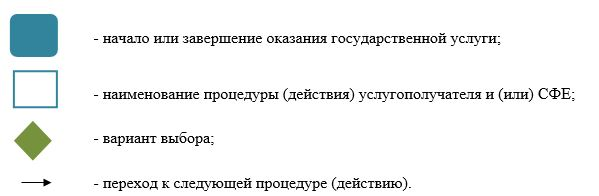 - начало или завершение оказания государственной услуги;
- наименование процедуры (действия) услугополучателя и (или) СФЕ;
- вариант выбора;
- переход к следующей процедуре (действию).